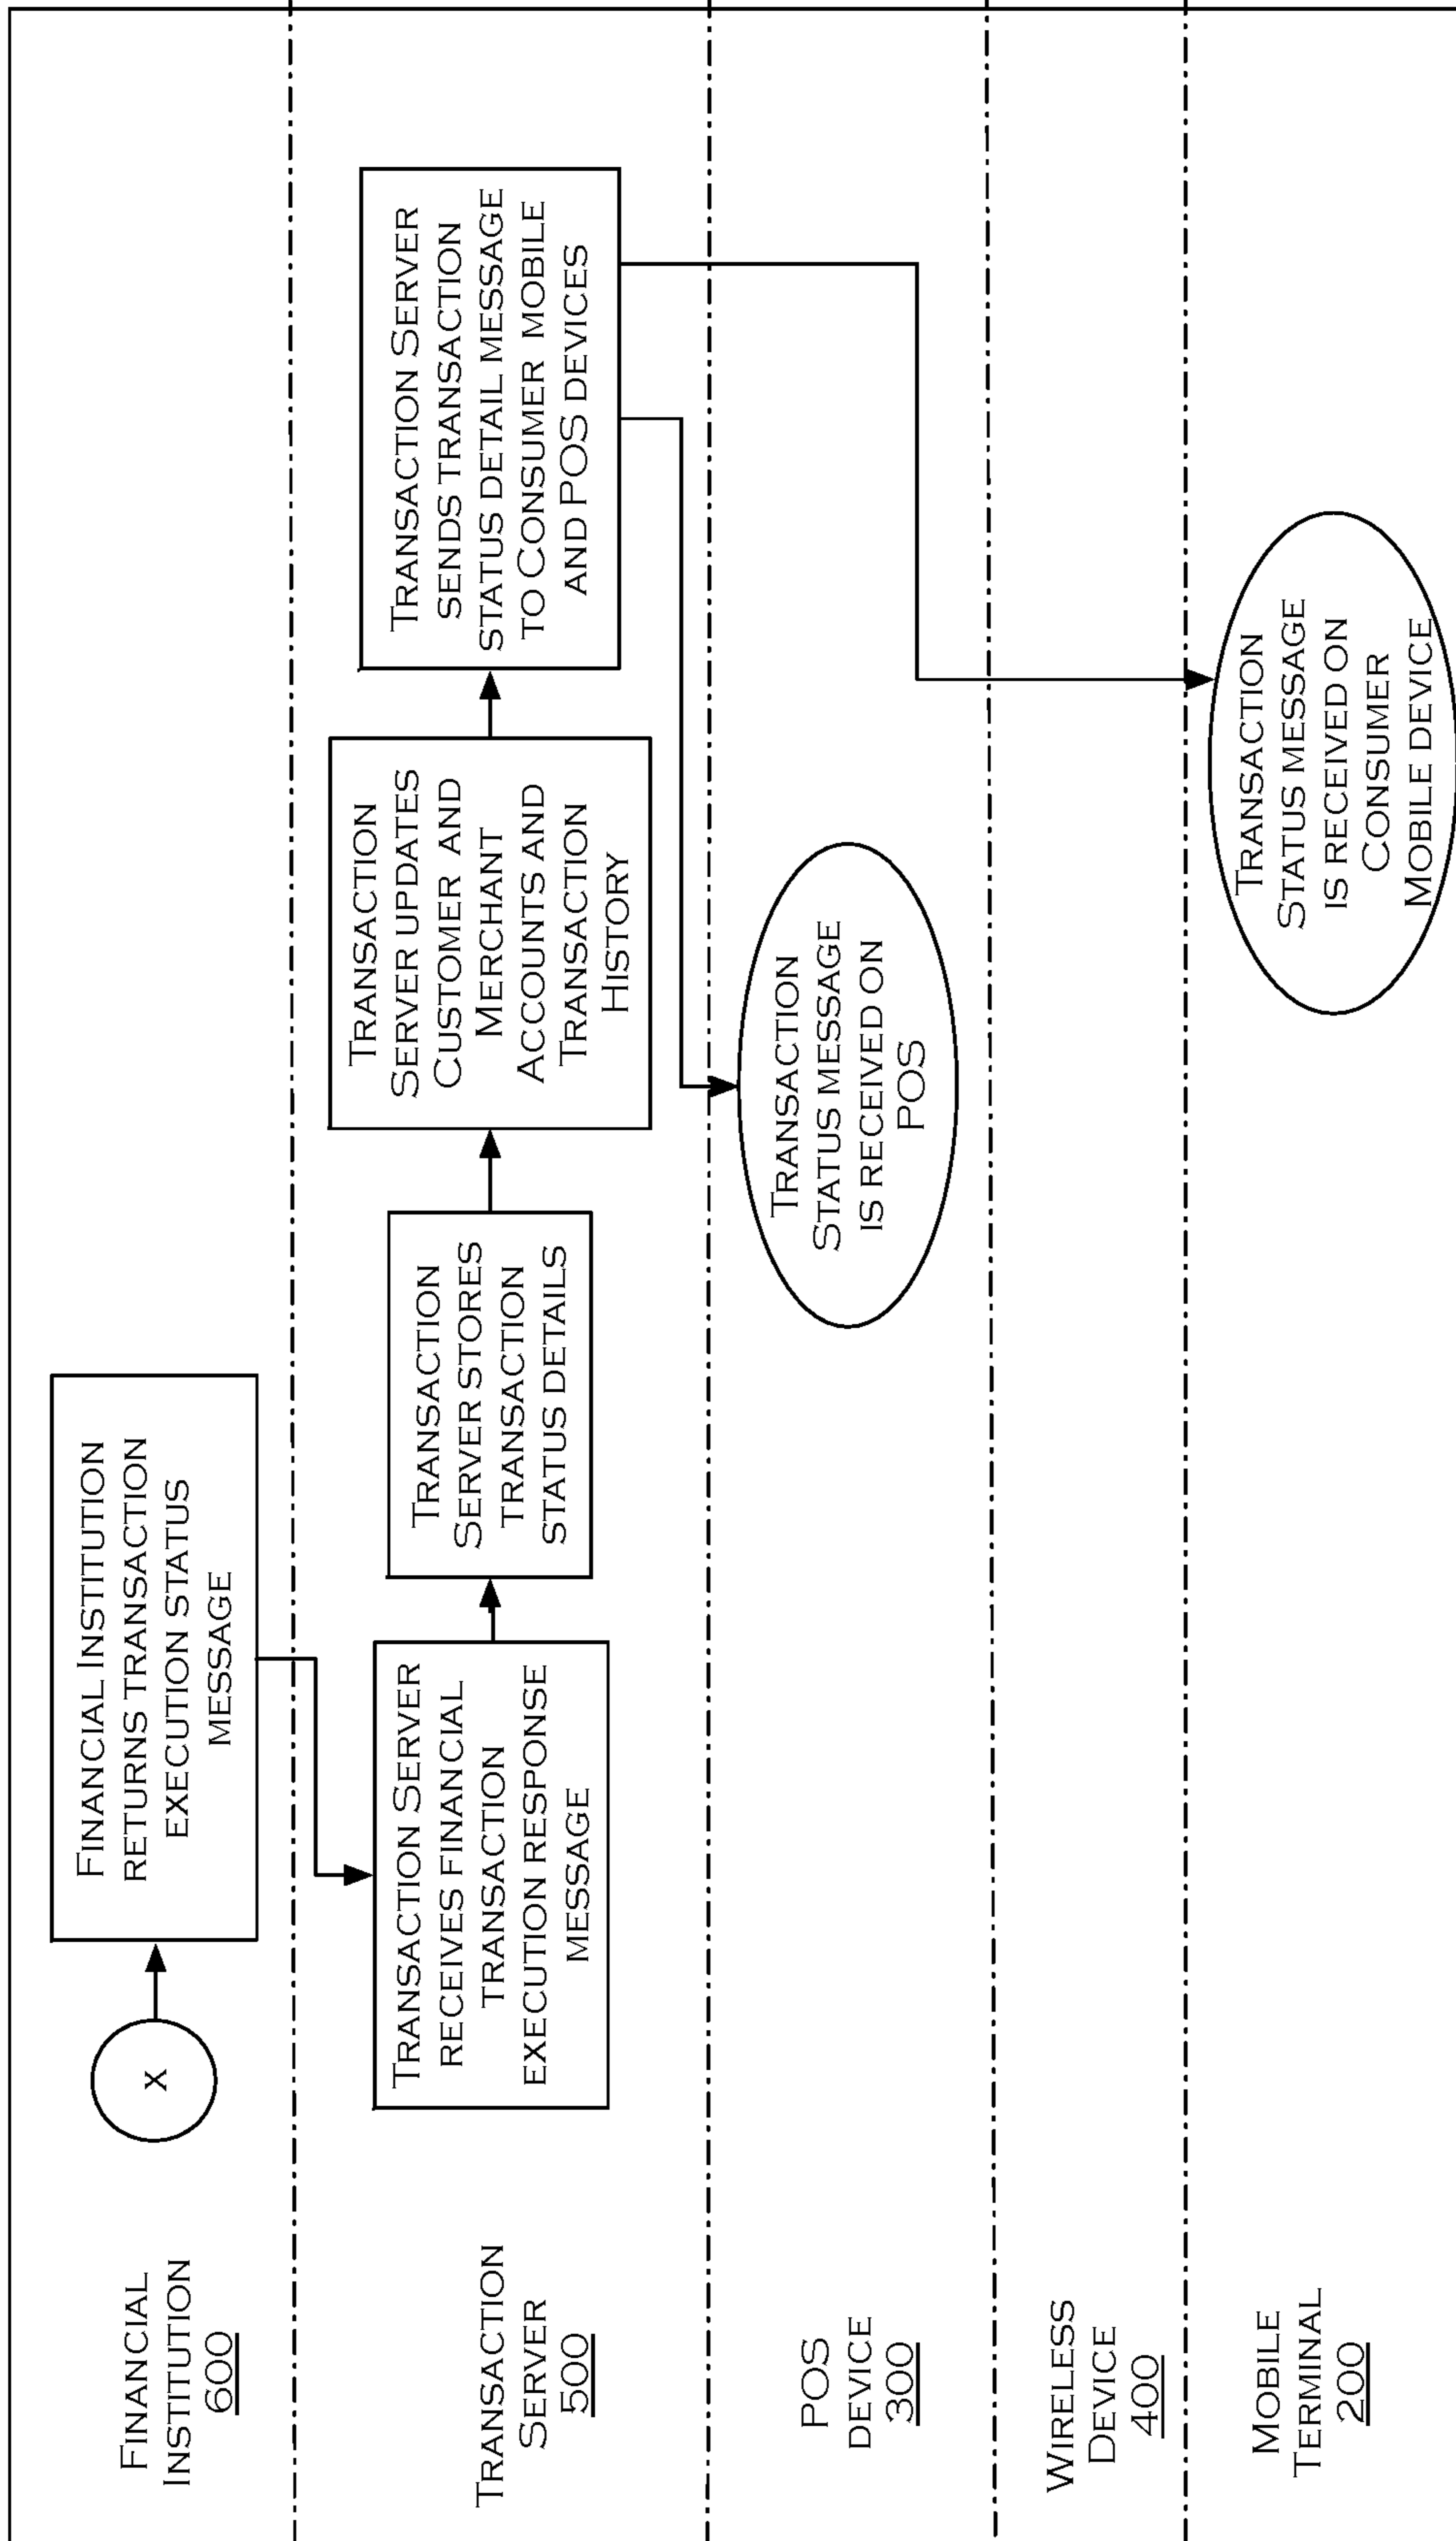 FINANCIAL
INSTITUTION
600
X
FINANCIAL INSTITUTION
RETURNS TRANSACTION
EXECUTION STATUS
MESSAGE
TRANSACTION
SERVER
500
TRANSACTION SERVER
RECEIVES FINANCIAL
TRANSACTION
EXECUTION RESPONSE
MESSAGE
TRANSACTION
SERVER STORES
TRANSACTION
STATUS DETAILS
TRANSACTION
SERVER UPDATES
CUSTOMER AND
MERCHANT
ACCOUNTS AND
TRANSACTION
HISTORY
TRANSACTION SERVER
SENDS TRANSACTION
STATUS DETAIL MESSAGE
TO CONSUMER MOBILE
AND POS DEVICES
POS
DEVICE
300
TRANSACTION
STATUS MESSAGE
IS RECEIVED ON
POS
WIRELESS
DEVICE
400
MOBILE
TERMINAL
200
TRANSACTION
STATUS MESSAGE
IS RECEIVED ON
CONSUMER
MOBILE DEVICE